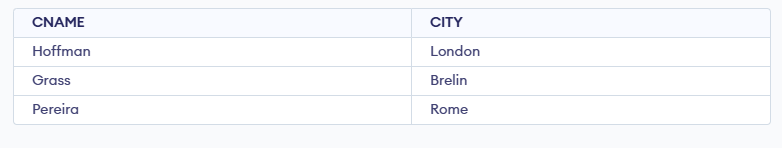 CNAME CITY
Hoffman London
Grass Brelin
Pereira Rome